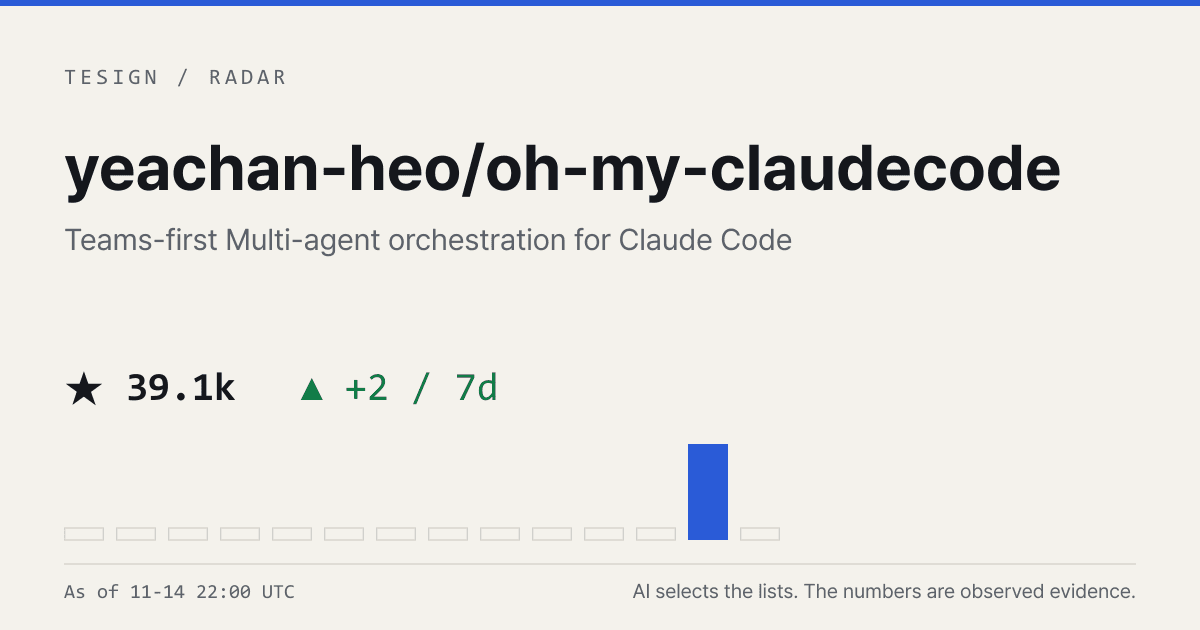 TESIGN / RADAR
yeachan-heo/oh-my-claudecode
Teams-first Multi-agent orchestration for Claude Code
★ 39.1k ▲ +2 / 7d
As of 11-14 22:00 UTC
AI selects the lists. The numbers are observed evidence.